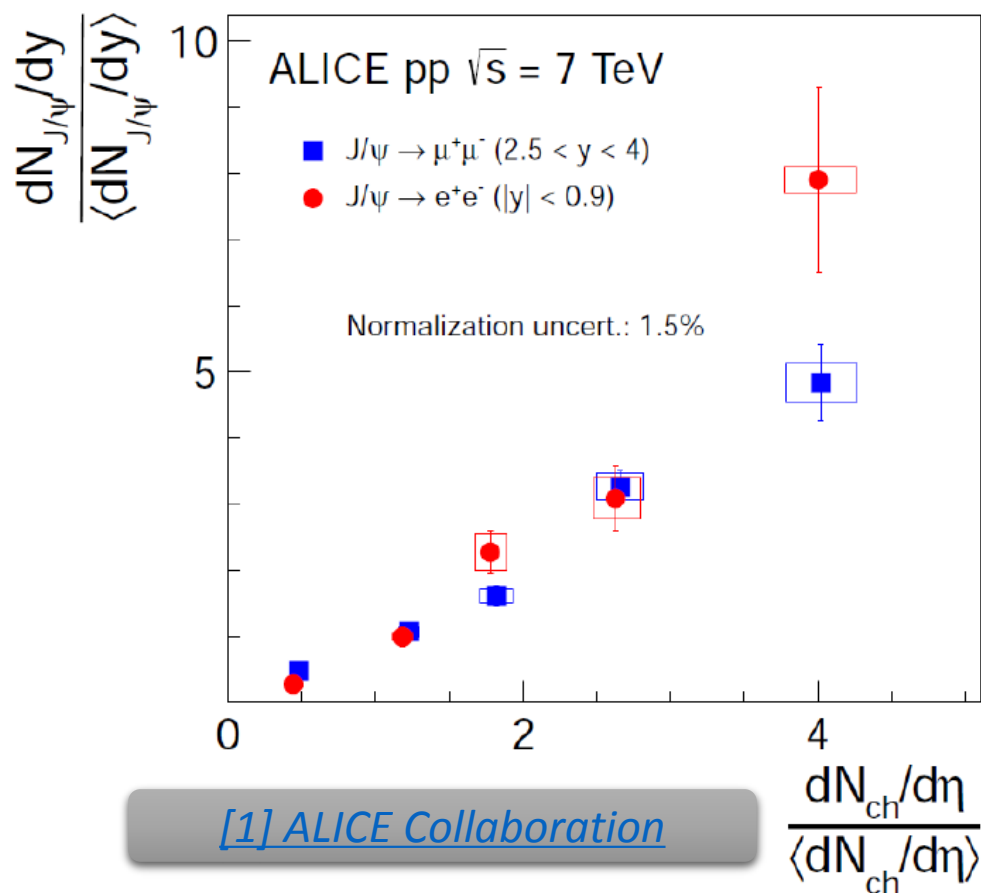 dN_J/ψ/dy
⟨dN_J/ψ/dy⟩
10
5
ALICE pp √s = 7 TeV
J/ψ → μ⁺μ⁻ (2.5 < y < 4)
J/ψ → e⁺e⁻ (|y| < 0.9)
Normalization uncert.: 1.5%
0 2 4
dN_ch/dη
⟨dN_ch/dη⟩
[1] ALICE Collaboration